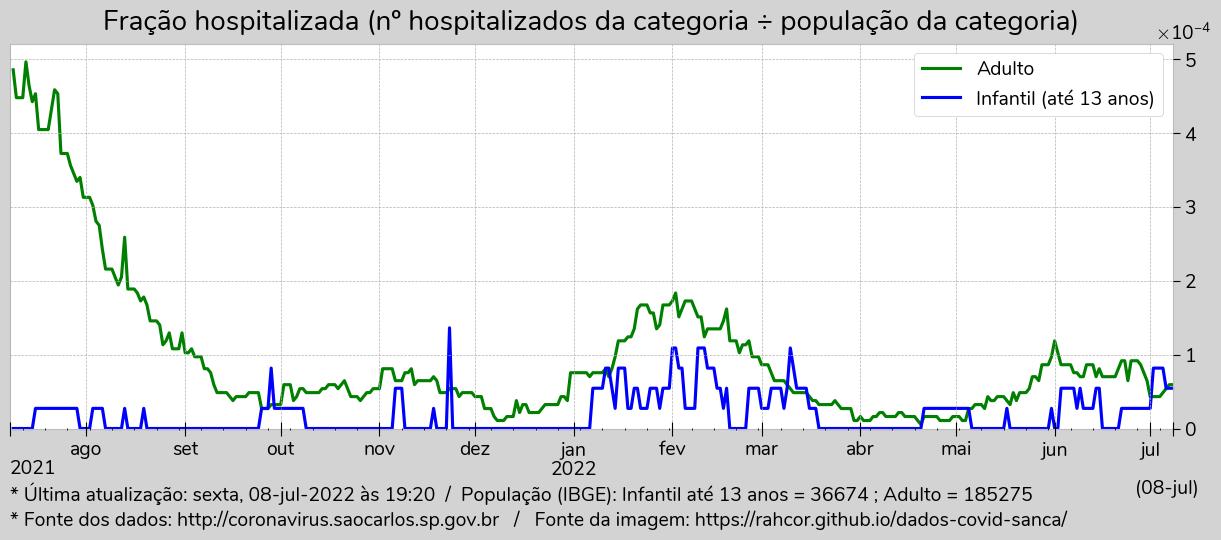 Fração hospitalizada (nº hospitalizados da categoria ÷ população da categoria)
×10⁻⁴
Adulto
Infantil (até 13 anos)
5
4
3
2
1
0
ago set out nov dez jan fev mar abr mai jun jul
2021 2022
(08-jul)
* Última atualização: sexta, 08-jul-2022 às 19:20 / População (IBGE): Infantil até 13 anos = 36674 ; Adulto = 185275
* Fonte dos dados: http://coronavirus.saocarlos.sp.gov.br / Fonte da imagem: https://rahcor.github.io/dados-covid-sanca/